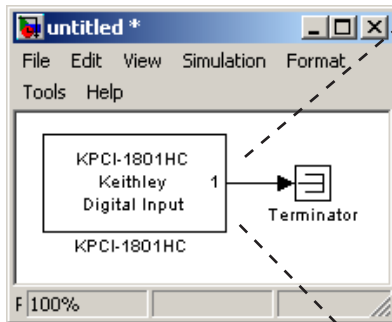 untitled *
File Edit View Simulation Format
Tools Help
KPCI-1801HC
Keithley 1
Digital Input
Terminator
KPCI-1801HC
F 100%